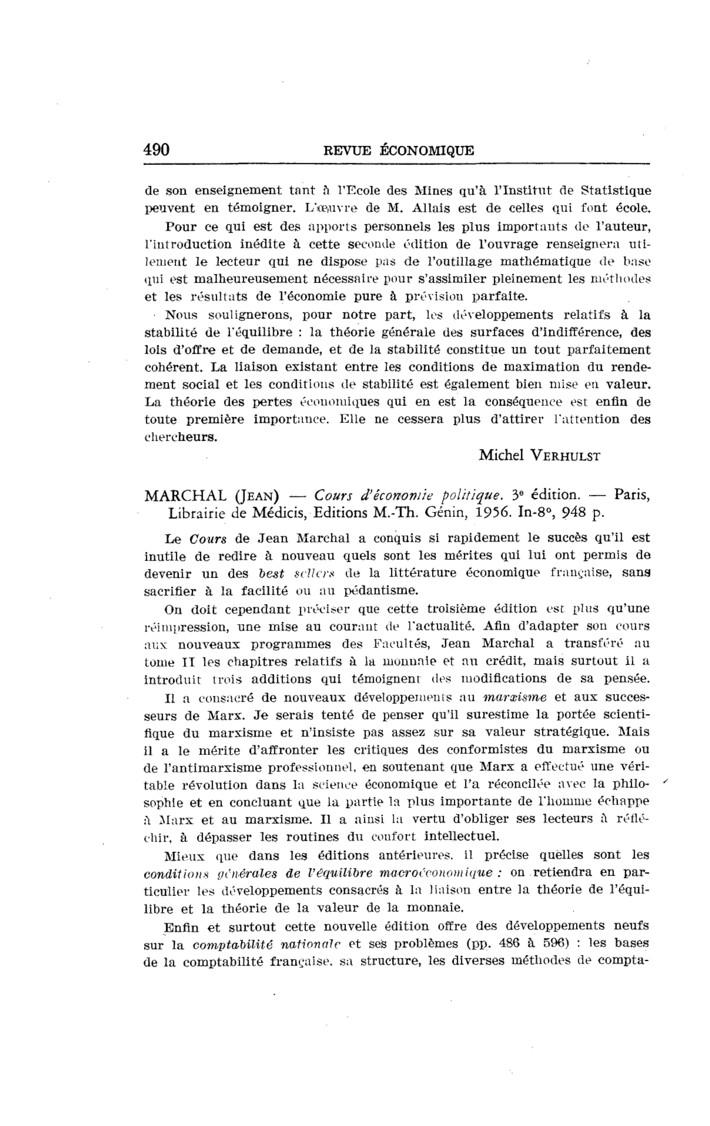 490 REVUE ÉCONOMIQUE
de son enseignement tant à l'Ecole des Mines qu'à l'Institut de Statistique
peuvent en témoigner. L'œuvre de M. Allais est de celles qui font école.
Pour ce qui est des apports personnels les plus importants de l'auteur,
l'introduction inédite à cette seconde édition de l'ouvrage renseignera uti-
lement le lecteur qui ne dispose pas de l'outillage mathématique de base
qui est malheureusement nécessaire pour s'assimiler pleinement les méthodes
et les résultats de l'économie pure à prévision parfaite.
Nous soulignerons, pour notre part, les développements relatifs à la
stabilité de l'équilibre : la théorie générale des surfaces d'indifférence, des
lois d'offre et de demande, et de la stabilité constitue un tout parfaitement
cohérent. La liaison existant entre les conditions de maximation du rende-
ment social et les conditions de stabilité est également bien mise en valeur.
La théorie des pertes économiques qui en est la conséquence est enfin de
toute première importance. Elle ne cessera plus d'attirer l'attention des
chercheurs.
Michel VERHULST
MARCHAL (JEAN) — Cours d'économie politique. 3e édition. — Paris,
Librairie de Médicis, Editions M.-Th. Génin, 1956. In-8°, 948 p.
Le Cours de Jean Marchal a conquis si rapidement le succès qu'il est
inutile de redire à nouveau quels sont les mérites qui lui ont permis de
devenir un des best sellers de la littérature économique française, sans
sacrifier à la facilité ou au pédantisme.
On doit cependant préciser que cette troisième édition est plus qu'une
réimpression, une mise au courant de l'actualité. Afin d'adapter son cours
aux nouveaux programmes des Facultés, Jean Marchal a transféré au
tome II les chapitres relatifs à la monnaie et au crédit, mais surtout il a
introduit trois additions qui témoignent des modifications de sa pensée.
Il a consacré de nouveaux développements au marxisme et aux succes-
seurs de Marx. Je serais tenté de penser qu'il surestime la portée scienti-
fique du marxisme et n'insiste pas assez sur sa valeur stratégique. Mais
il a le mérite d'affronter les critiques des conformistes du marxisme ou
de l'antimarxisme professionnel, en soutenant que Marx a effectué une véri-
table révolution dans la science économique et l'a réconcilée avec la philo-
sophie et en concluant que la partie la plus importante de l'homme échappe
à Marx et au marxisme. Il a ainsi la vertu d'obliger ses lecteurs à réflé-
chir, à dépasser les routines du confort intellectuel.
Mieux que dans les éditions antérieures, il précise quelles sont les
conditions générales de l'équilibre macroéconomique : on retiendra en par-
ticulier les développements consacrés à la liaison entre la théorie de l'équi-
libre et la théorie de la valeur de la monnaie.
Enfin et surtout cette nouvelle édition offre des développements neufs
sur la comptabilité nationale et ses problèmes (pp. 486 à 596) : les bases
de la comptabilité française, sa structure, les diverses méthodes de compta-